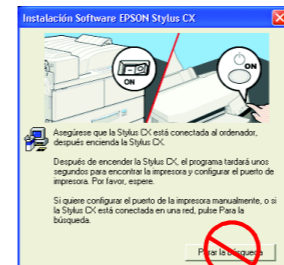 Instalación Software EPSON Stylus CX
ON
ON
Asegúrese que la Stylus CX está conectada al ordenador,
después encienda la Stylus CX.
Después de encender la Stylus CX, el programa tardará unos
segundos para encontrar la impresora y configurar el puerto de
impresora. Por favor, espere.
Si quiere configurar el puerto de la impresora manualmente, o si
la Stylus CX está conectada en una red, pulse Para la
búsqueda.
Parar la búsqueda